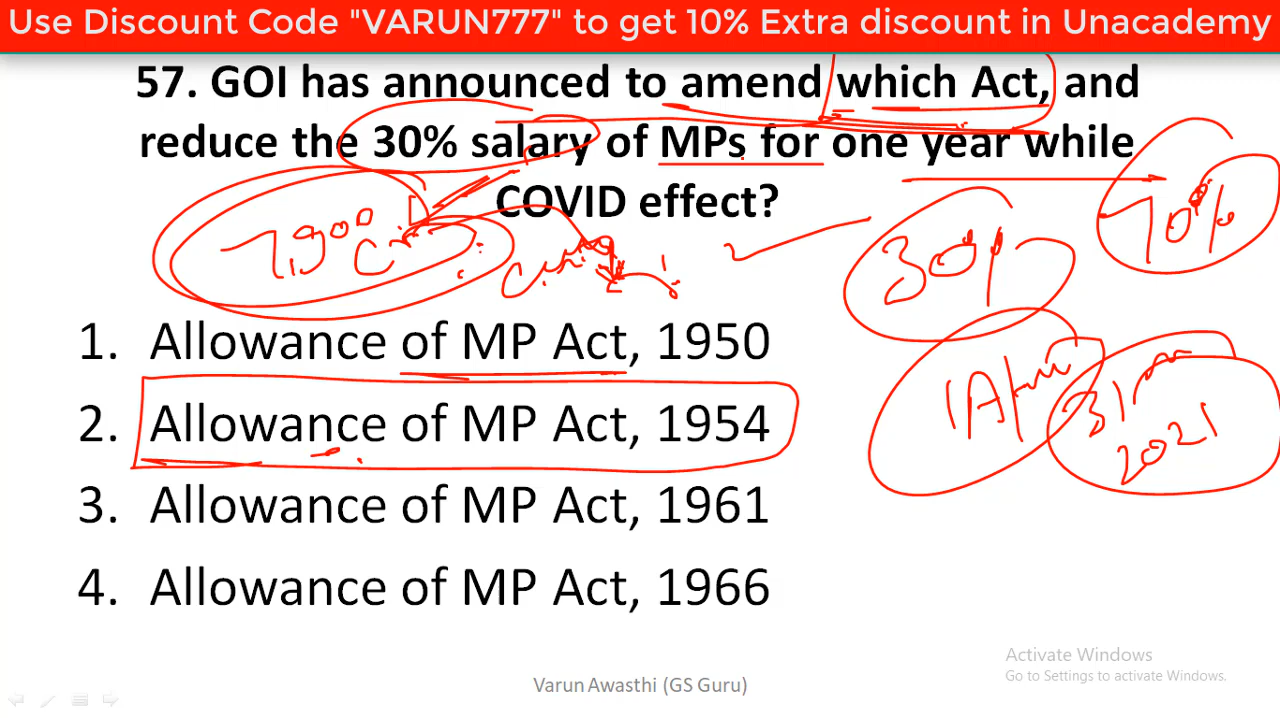 Use Discount Code "VARUN777" to get 10% Extra discount in Unacademy
57. GOI has announced to amend which Act, and
reduce the 30% salary of MPs for one year while
COVID effect?
70%
30%
1. Allowance of MP Act, 1950
2. Allowance of MP Act, 1954
31
2021
3. Allowance of MP Act, 1961
4. Allowance of MP Act, 1966
Activate Windows
Go to Settings to activate Windows.
Varun Awasthi (GS Guru)